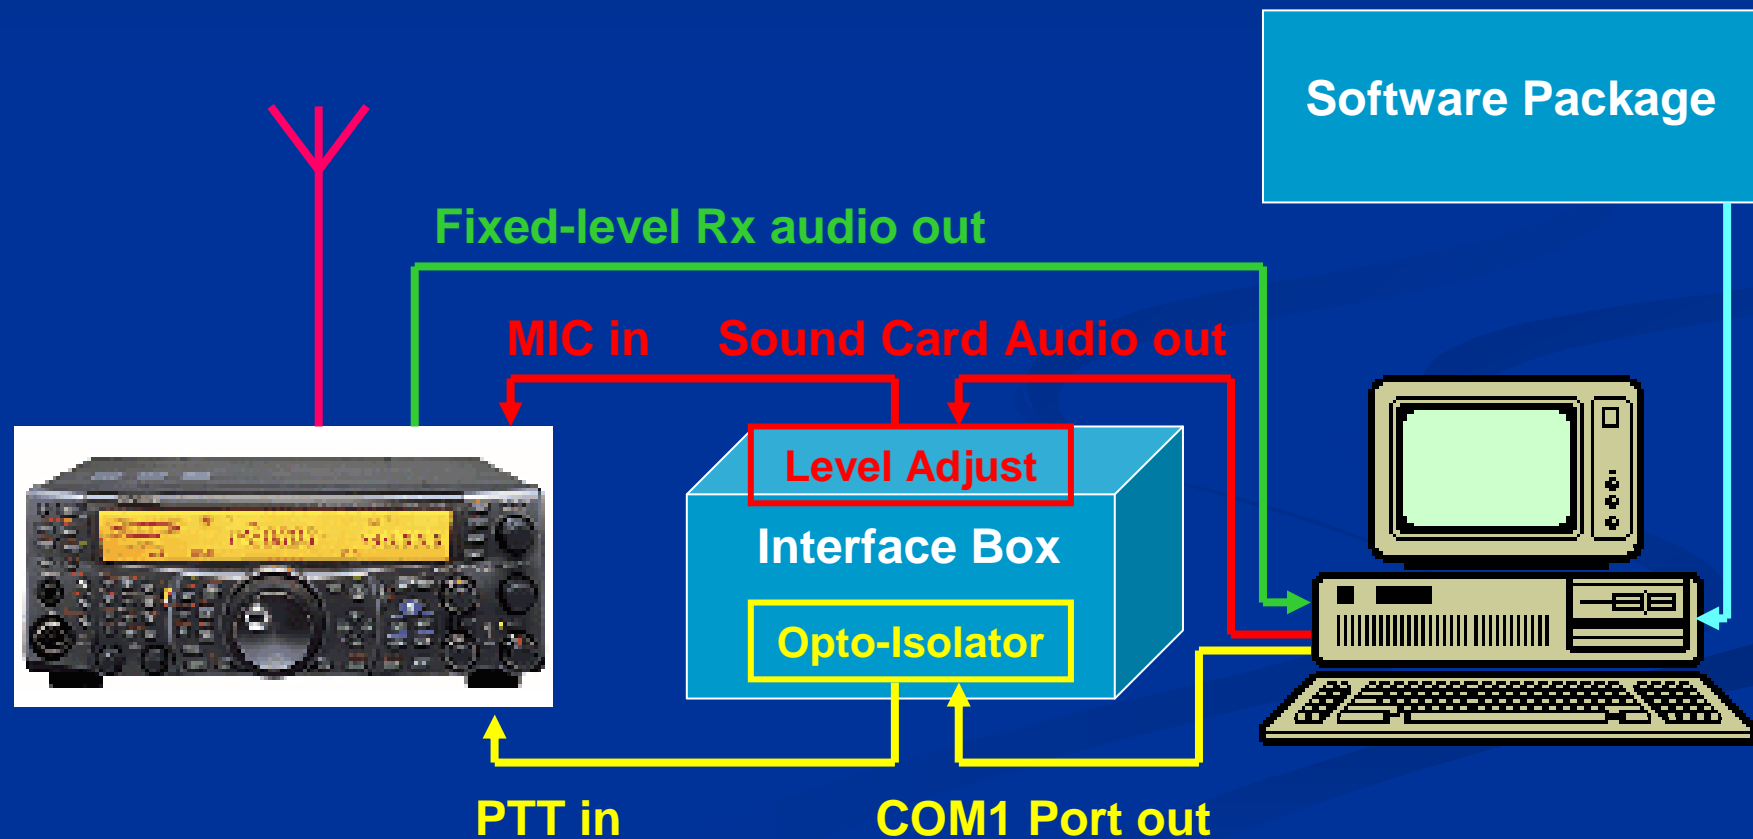 Software Package
Fixed-level Rx audio out
MIC in
Sound Card Audio out
Level Adjust
Interface Box
Opto-Isolator
PTT in
COM1 Port out